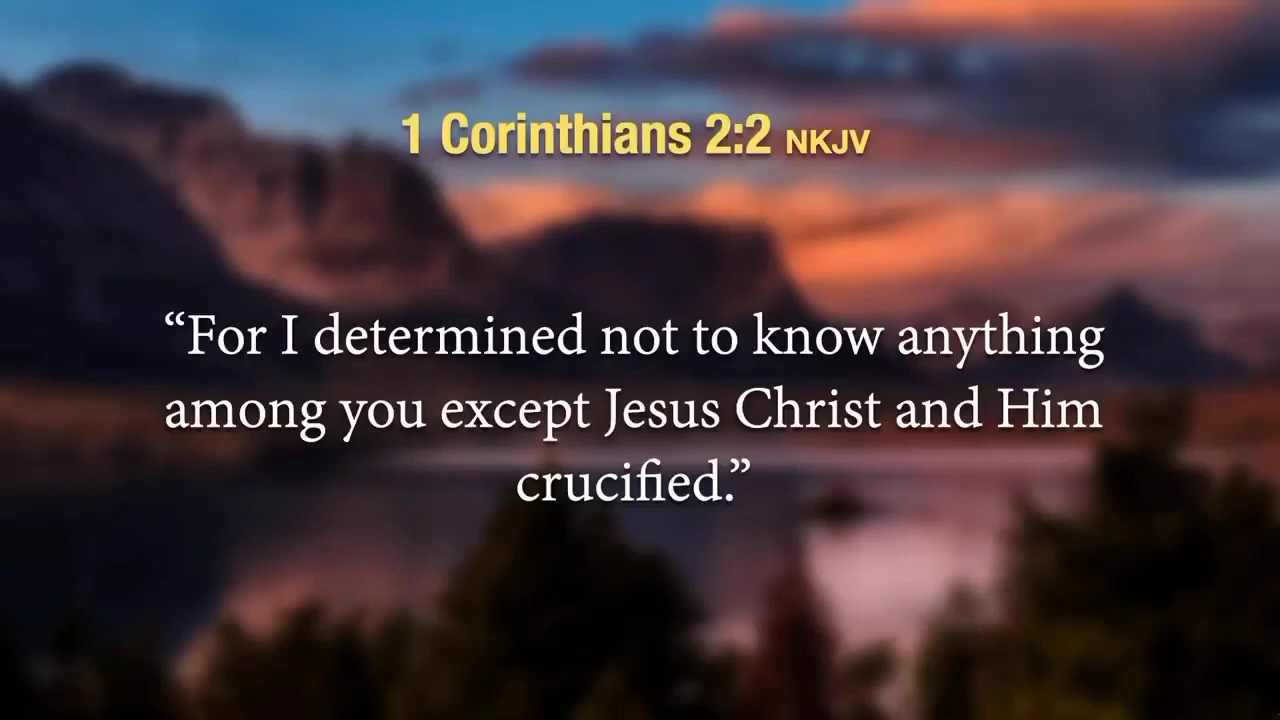 1 Corinthians 2:2 NKJV
“For I determined not to know anything
among you except Jesus Christ and Him
crucified.”